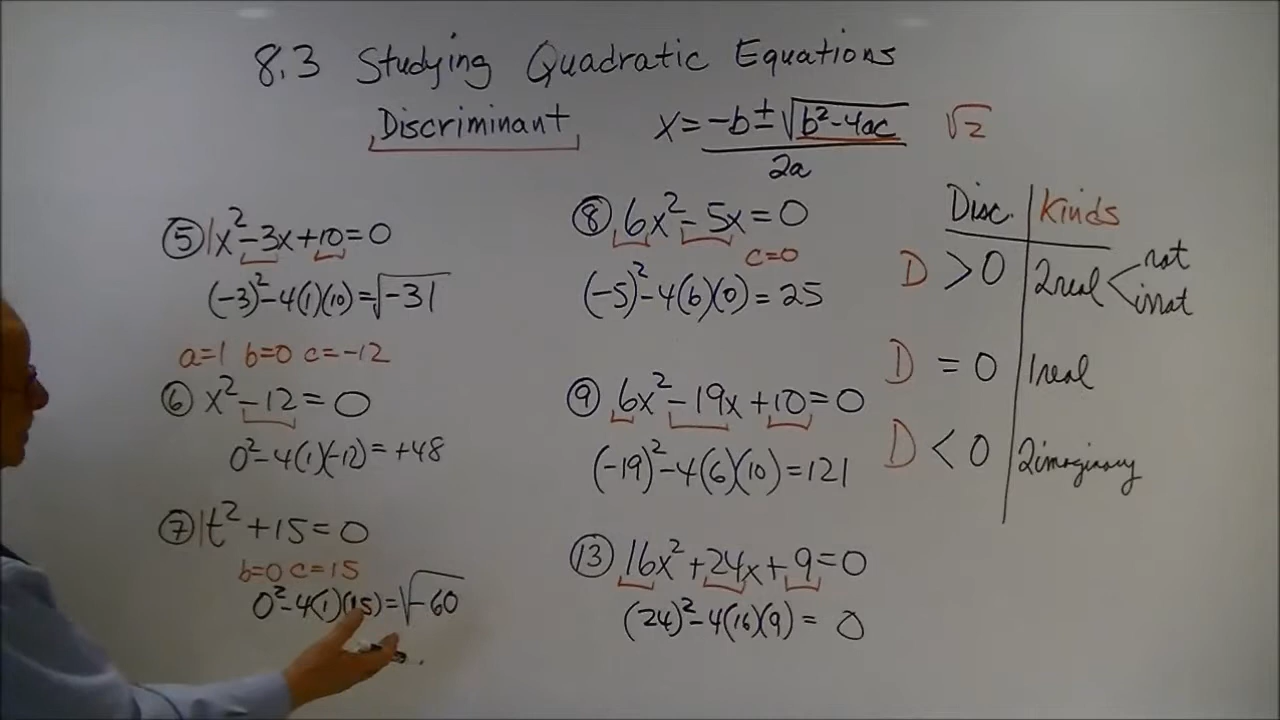 8.3 Studying Quadratic Equations
Discriminant x = (-b ± √(b² - 4ac)) / 2a √2
⑤ 1x² - 3x + 10 = 0
(-3)² - 4(1)(10) = √-31
a=1 b=0 c=-12
⑥ x² - 12 = 0
0² - 4(1)(-12) = +48
⑦ 1t² + 15 = 0
b=0 c=15
0² - 4(1)(15) = √-60
⑧ 6x² - 5x = 0
c=0
(-5)² - 4(6)(0) = 25
⑨ 6x² - 19x + 10 = 0
(-19)² - 4(6)(10) = 121
⑬ 16x² + 24x + 9 = 0
(24)² - 4(16)(9) = 0
Disc. Kinds
D > 0 2real < rat
irrat
D = 0 1real
D < 0 2imaginary